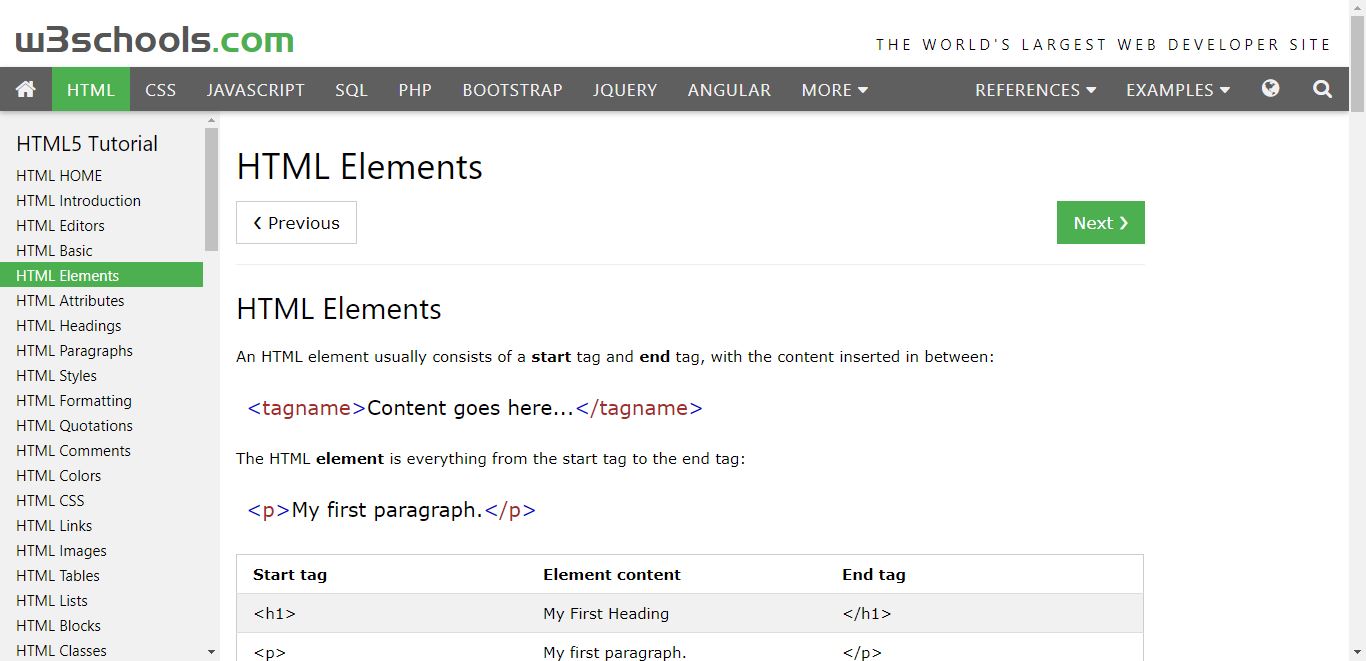 w3schools.com
THE WORLD'S LARGEST WEB DEVELOPER SITE
HTML CSS JAVASCRIPT SQL PHP BOOTSTRAP JQUERY ANGULAR MORE REFERENCES EXAMPLES
HTML5 Tutorial
HTML HOME
HTML Introduction
HTML Editors
HTML Basic
HTML Elements
HTML Attributes
HTML Headings
HTML Paragraphs
HTML Styles
HTML Formatting
HTML Quotations
HTML Comments
HTML Colors
HTML CSS
HTML Links
HTML Images
HTML Tables
HTML Lists
HTML Blocks
HTML Classes
HTML Elements
❮ Previous
Next ❯
HTML Elements
An HTML element usually consists of a start tag and end tag, with the content inserted in between:
<tagname>Content goes here...</tagname>
The HTML element is everything from the start tag to the end tag:
<p>My first paragraph.</p>
Start tag Element content End tag
<h1> My First Heading </h1>
<p> My first paragraph. </p>